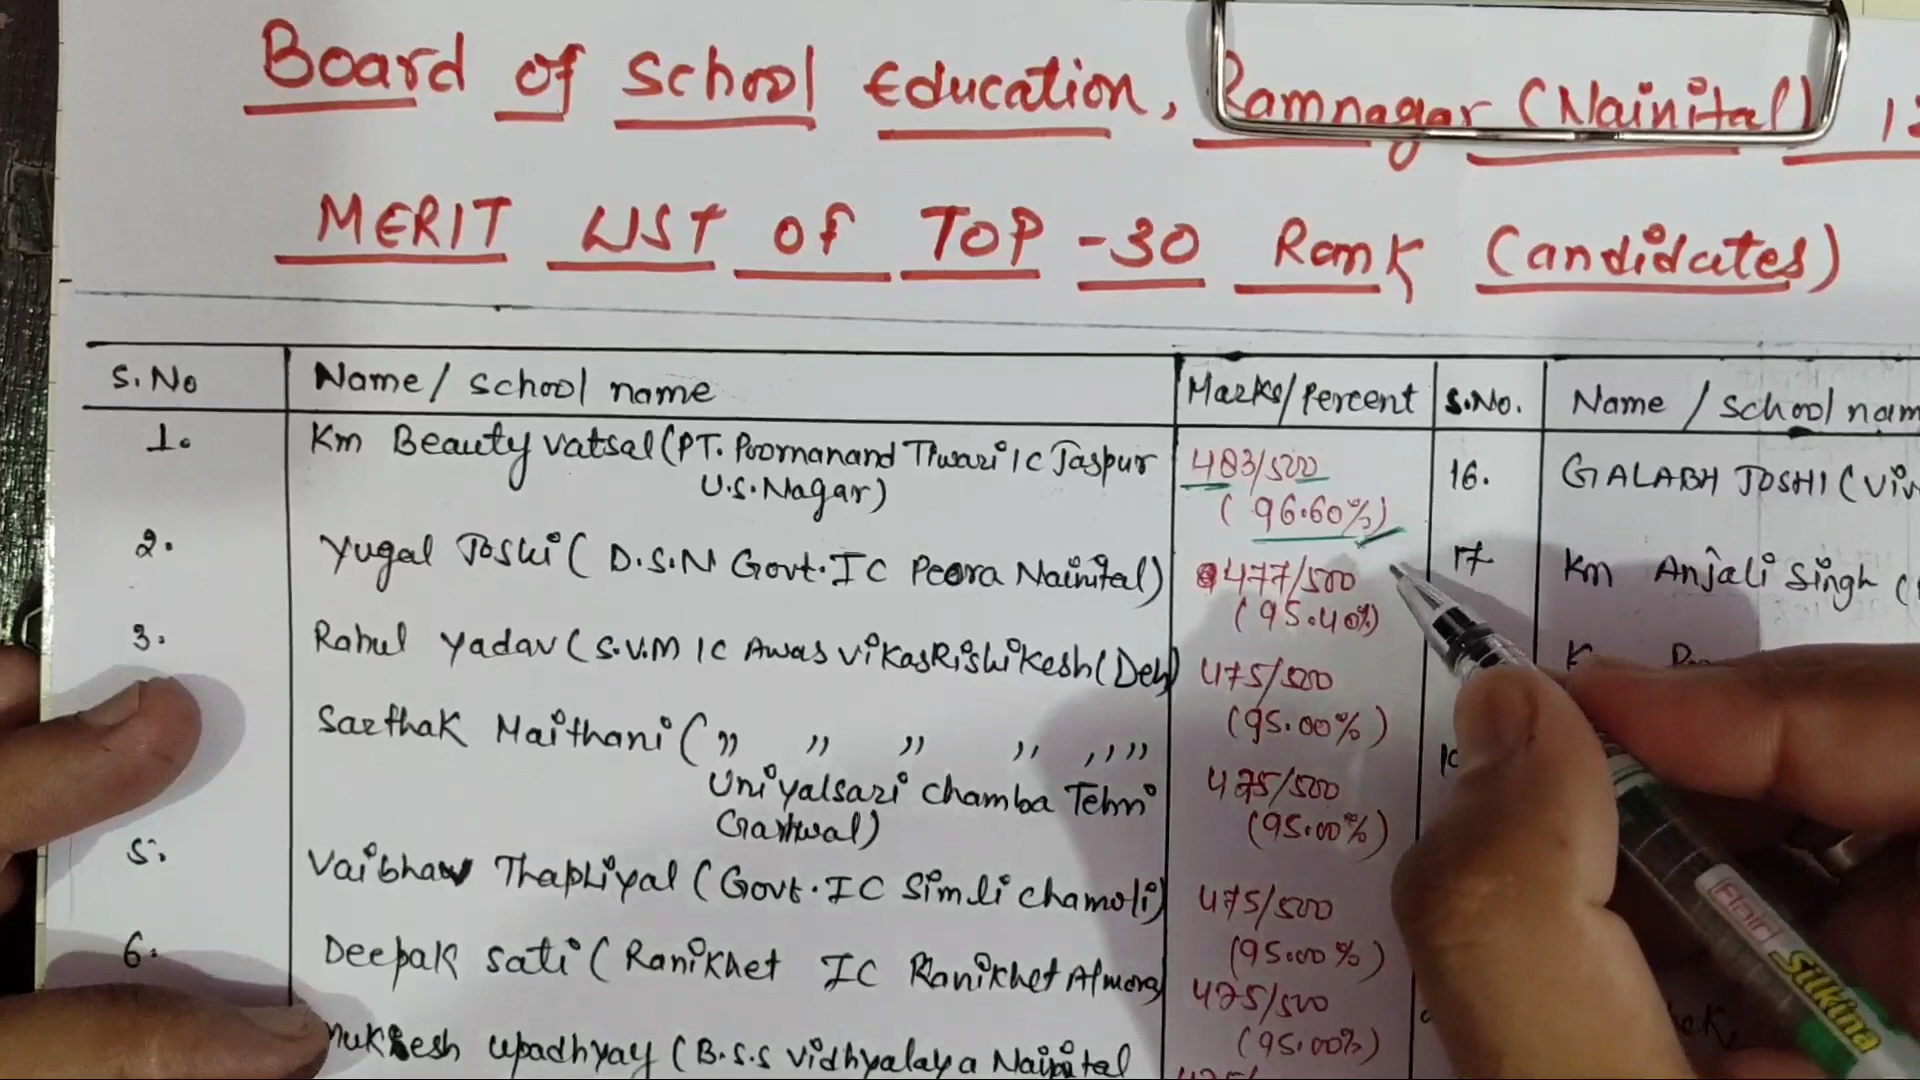 Board of School Education, Ramnagar (Nainital)
MERIT LIST OF TOP -30 Rank Candidates)
S.No Name/ School name Marks/Percent S.No. Name / School nam
1. Km Beauty Vatsal (PT. Poornanand Tiwari IC Jaspur 483/500 16. GALABH JOSHI (
U.S.Nagar) (96.60%)
2. Yugal Joshi ( D.S.N Govt. IC Peora Nainital) 477/500 17 Km Anjali Singh (
(95.40%)
3. Rahul Yadav (S.V.M IC Awas Vikas Rishikesh (Deh) 475/500
(95.00%)
Sarthak Maithani ( ,, ,, ,, ,, ,, ,, 475/500
Uniyalsari Chamba Tehri (95.00%)
Garhwal)
5. Vaibhaw Thapliyal (Govt. IC Simli Chamoli) 475/500
(95.00%)
6. Deepak Sati ( Ranikhet IC Ranikhet Almora) 475/500
(95.00%)
Mukesh Upadhyay ( B.S.S Vidhyalaya Nainital
Flair
Silkina